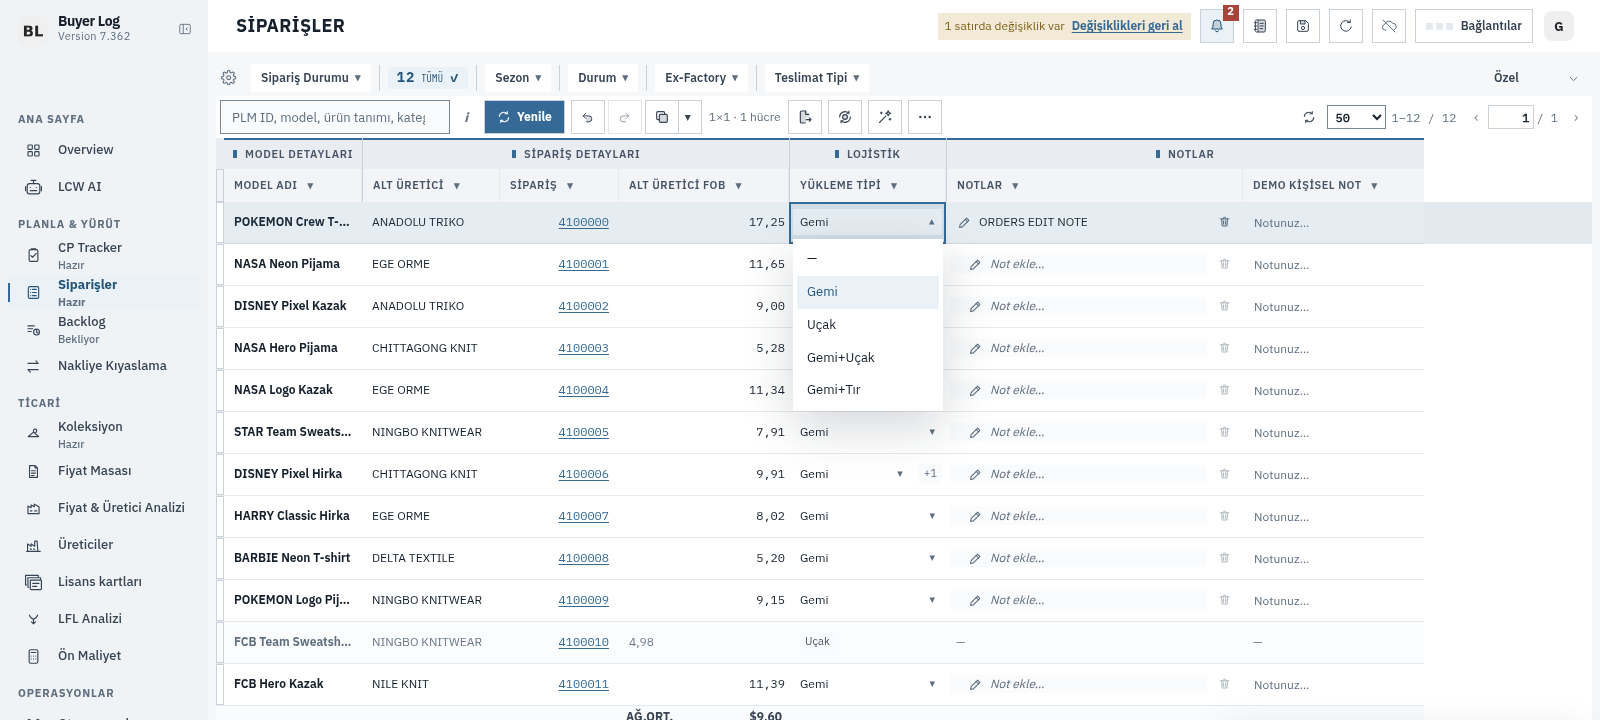 BL
Buyer Log
Version 7.362
ANA SAYFA
Overview
LCW AI
PLANLA & YÜRÜT
CP Tracker
Hazır
Siparişler
Hazır
Backlog
Bekliyor
Nakliye Kıyaslama
TİCARİ
Koleksiyon
Hazır
Fiyat Masası
Fiyat & Üretici Analizi
Üreticiler
Lisans kartları
LFL Analizi
Ön Maliyet
OPERASYONLAR
SİPARİŞLER
1 satırda değişiklik var Değişiklikleri geri al
2
Bağlantılar
G
Sipariş Durumu ▾
12 TÜMÜ ✓
Sezon ▾
Durum ▾
Ex-Factory ▾
Teslimat Tipi ▾
Özel
PLM ID, model, ürün tanımı, kateg
i
Yenile
1×1 · 1 hücre
50
1–12 / 12
‹ 1 / 1 ›
MODEL DETAYLARI SİPARİŞ DETAYLARI LOJİSTİK NOTLAR
MODEL ADI ▼ ALT ÜRETİCİ ▼ SİPARİŞ ▼ ALT ÜRETİCİ FOB ▼ YÜKLEME TİPİ ▼ NOTLAR ▼ DEMO KİŞİSEL NOT ▼
POKEMON Crew T-... ANADOLU TRIKO 4100000 17,25 Gemi ▲ ORDERS EDIT NOTE Notunuz...
NASA Neon Pijama EGE ORME 4100001 11,65 Not ekle... Notunuz...
DISNEY Pixel Kazak ANADOLU TRIKO 4100002 9,00 Not ekle... Notunuz...
NASA Hero Pijama CHITTAGONG KNIT 4100003 5,28 Not ekle... Notunuz...
NASA Logo Kazak EGE ORME 4100004 11,34 Not ekle... Notunuz...
—
Gemi
Uçak
Gemi+Uçak
Gemi+Tır
STAR Team Sweats... NINGBO KNITWEAR 4100005 7,91 Gemi ▼ Not ekle... Notunuz...
DISNEY Pixel Hirka CHITTAGONG KNIT 4100006 9,91 Gemi ▼ +1 Not ekle... Notunuz...
HARRY Classic Hirka EGE ORME 4100007 8,02 Gemi ▼ Not ekle... Notunuz...
BARBIE Neon T-shirt DELTA TEXTILE 4100008 5,20 Gemi ▼ Not ekle... Notunuz...
POKEMON Logo Pij... NINGBO KNITWEAR 4100009 9,15 Gemi ▼ Not ekle... Notunuz...
FCB Team Sweatsh... NINGBO KNITWEAR 4100010 4,98 Uçak — —
FCB Hero Kazak NILE KNIT 4100011 11,39 Gemi ▼ Not ekle... Notunuz...
AĞ.ORT. $9,60